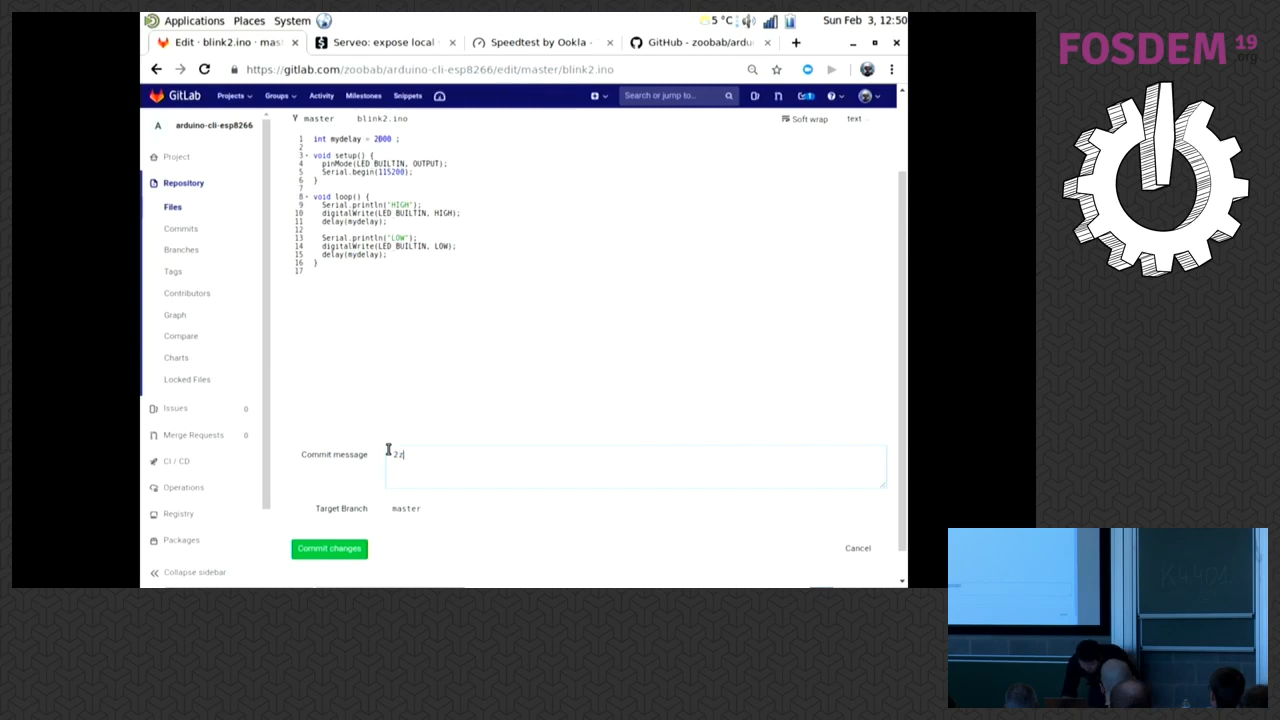 Applications Places System
5 °C
Sun Feb 3, 12:50
Edit · blink2.ino · mas
Serveo: expose local
Speedtest by Ookla -
GitHub - zoobab/ardu
https://gitlab.com/zoobab/arduino-cli-esp8266/edit/master/blink2.ino
GitLab
Projects Groups Activity Milestones Snippets
Search or jump to...
A arduino-cli-esp8266
master blink2.ino
Soft wrap text
Project
Repository
Files
Commits
Branches
Tags
Contributors
Graph
Compare
Charts
Locked Files
Issues 0
Merge Requests 0
CI / CD
Operations
Registry
Packages
Collapse sidebar
1 int mydelay = 2000 ;
2
3 void setup() {
4 pinMode(LED_BUILTIN, OUTPUT);
5 Serial.begin(115200);
6 }
7
8 void loop() {
9 Serial.println("HIGH");
10 digitalWrite(LED_BUILTIN, HIGH);
11 delay(mydelay);
12
13 Serial.println("LOW");
14 digitalWrite(LED_BUILTIN, LOW);
15 delay(mydelay);
16 }
17
Commit message 2z
Target Branch master
Commit changes
Cancel
FOSDEM 19
.org